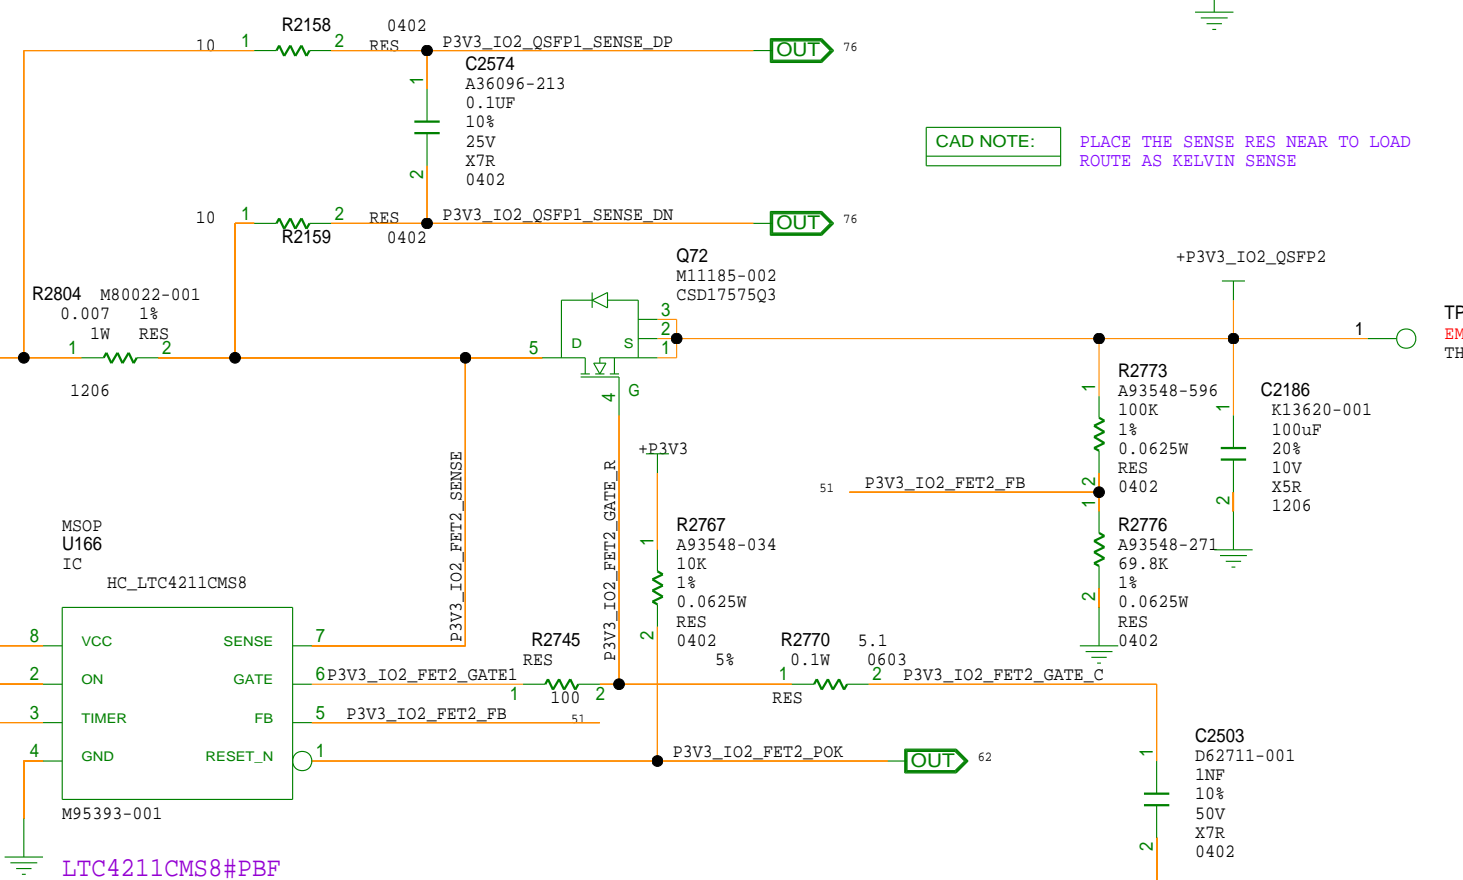 R2158
0402
10
1
2
RES
P3V3_IO2_QSFP1_SENSE_DP
OUT
76
C2574
A36096-213
0.1UF
10%
25V
X7R
0402
1
2
CAD NOTE:
PLACE THE SENSE RES NEAR TO LOAD
ROUTE AS KELVIN SENSE
10
1
2
RES
P3V3_IO2_QSFP1_SENSE_DN
OUT
76
R2159
0402
Q72
M11185-002
CSD17575Q3
+P3V3_IO2_QSFP2
R2804
M80022-001
0.007
1%
1W
RES
1
2
1206
5
D
S
3
2
1
4
G
1
TP
EM
TH
R2773
A93548-596
100K
1%
0.0625W
RES
0402
1
2
C2186
K13620-001
100uF
20%
10V
X5R
1206
1
2
P3V3_IO2_FET2_SENSE
P3V3_IO2_FET2_GATE_R
+P3V3
51
P3V3_IO2_FET2_FB
R2767
A93548-034
10K
1%
0.0625W
RES
0402
1
2
R2776
A93548-271
69.8K
1%
0.0625W
RES
0402
1
2
MSOP
U166
IC
HC_LTC4211CMS8
8
VCC
SENSE
7
2
ON
GATE
6
P3V3_IO2_FET2_GATE1
3
TIMER
FB
5
P3V3_IO2_FET2_FB
51
4
GND
RESET_N
1
R2745
RES
1
100
2
5%
R2770
5.1
0.1W
0603
1
2
RES
P3V3_IO2_FET2_GATE_C
P3V3_IO2_FET2_POK
OUT
62
C2503
D62711-001
1NF
10%
50V
X7R
0402
1
2
M95393-001
LTC4211CMS8#PBF